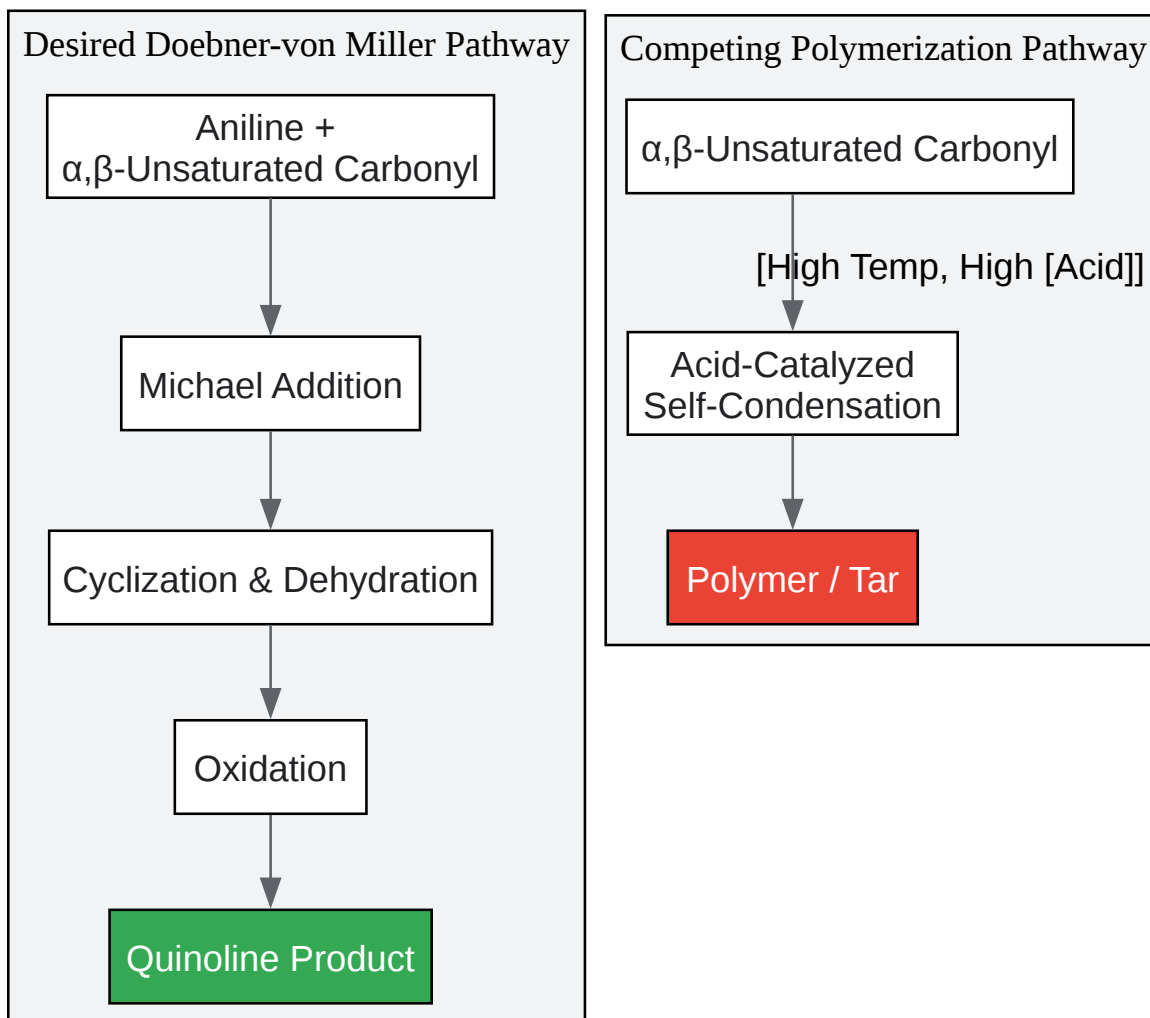 Desired Doebner-von Miller Pathway
Aniline +
α,β-Unsaturated Carbonyl
Michael Addition
Cyclization & Dehydration
Oxidation
Quinoline Product
Competing Polymerization Pathway
α,β-Unsaturated Carbonyl
[High Temp, High [Acid]]
Acid-Catalyzed
Self-Condensation
Polymer / Tar